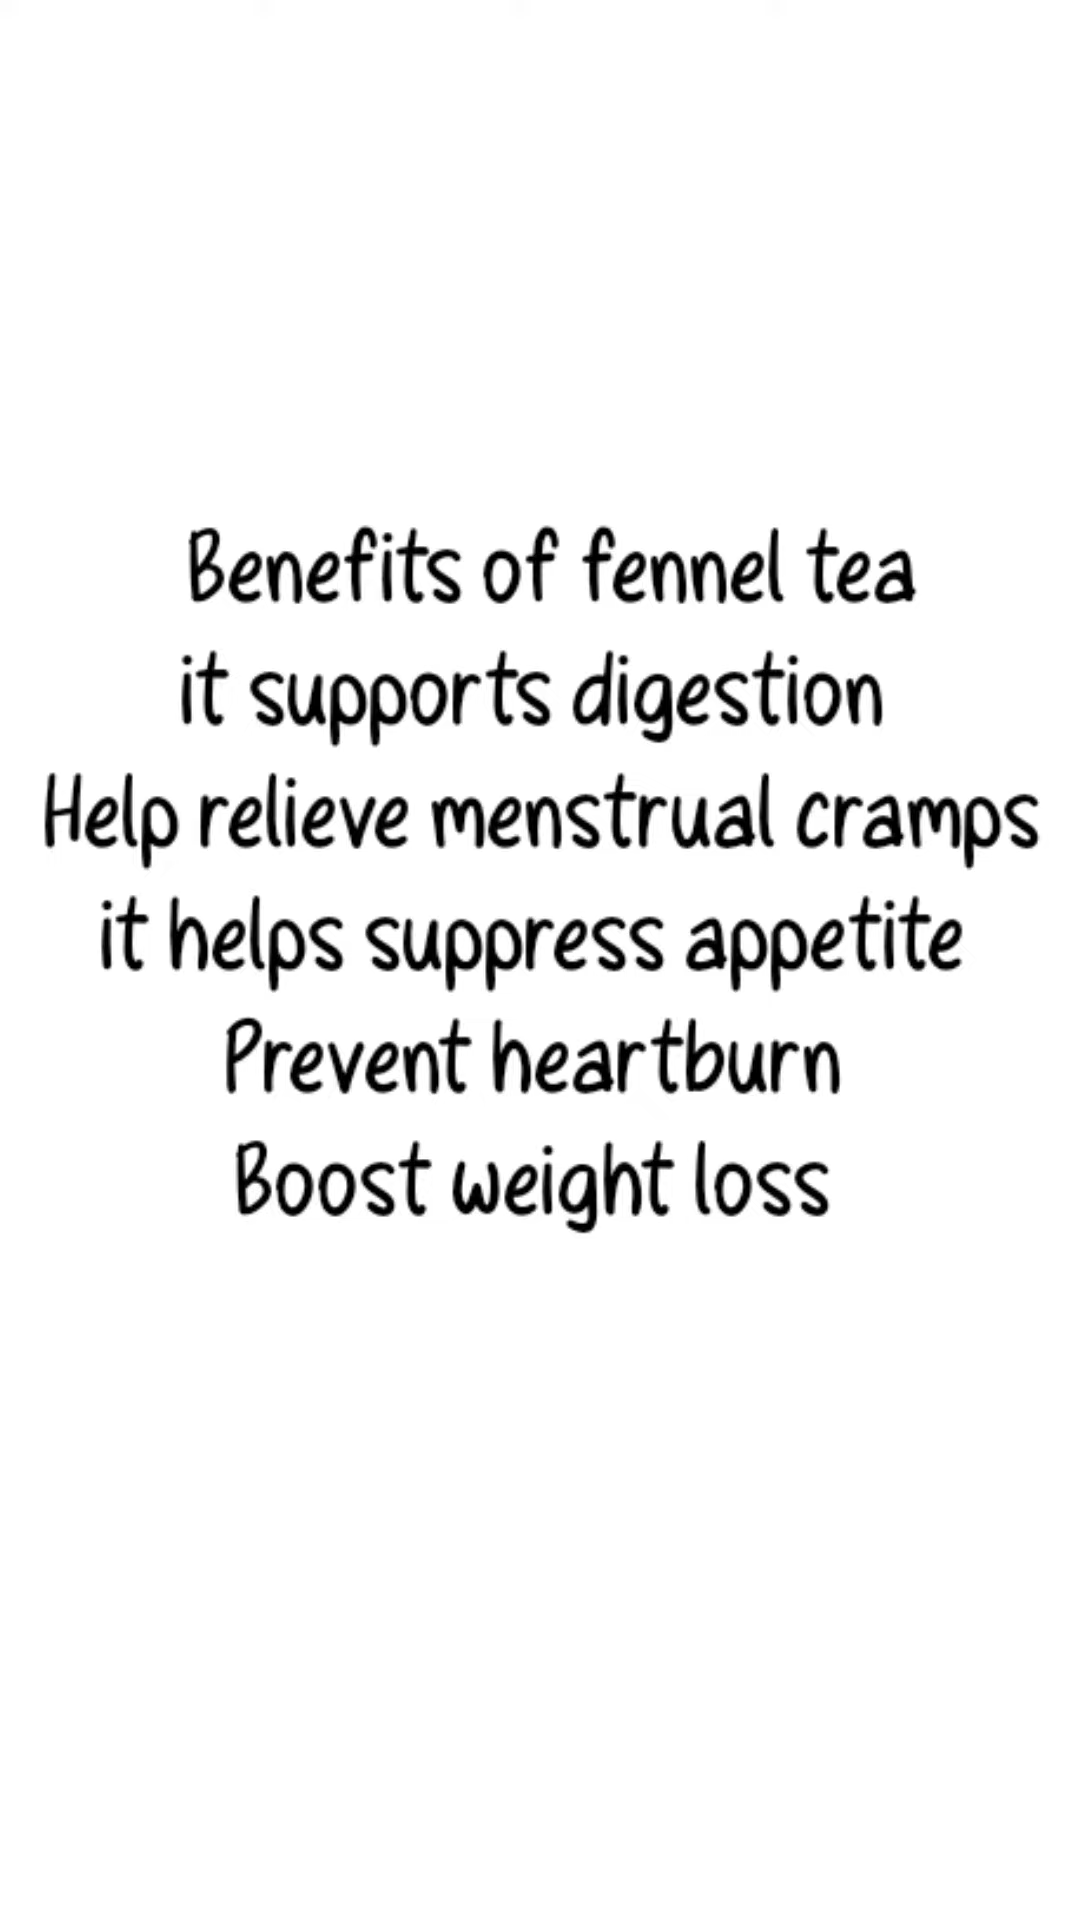 Benefits of fennel tea
it supports digestion
Help relieve menstrual cramps
it helps suppress appetite
Prevent heartburn
Boost weight loss